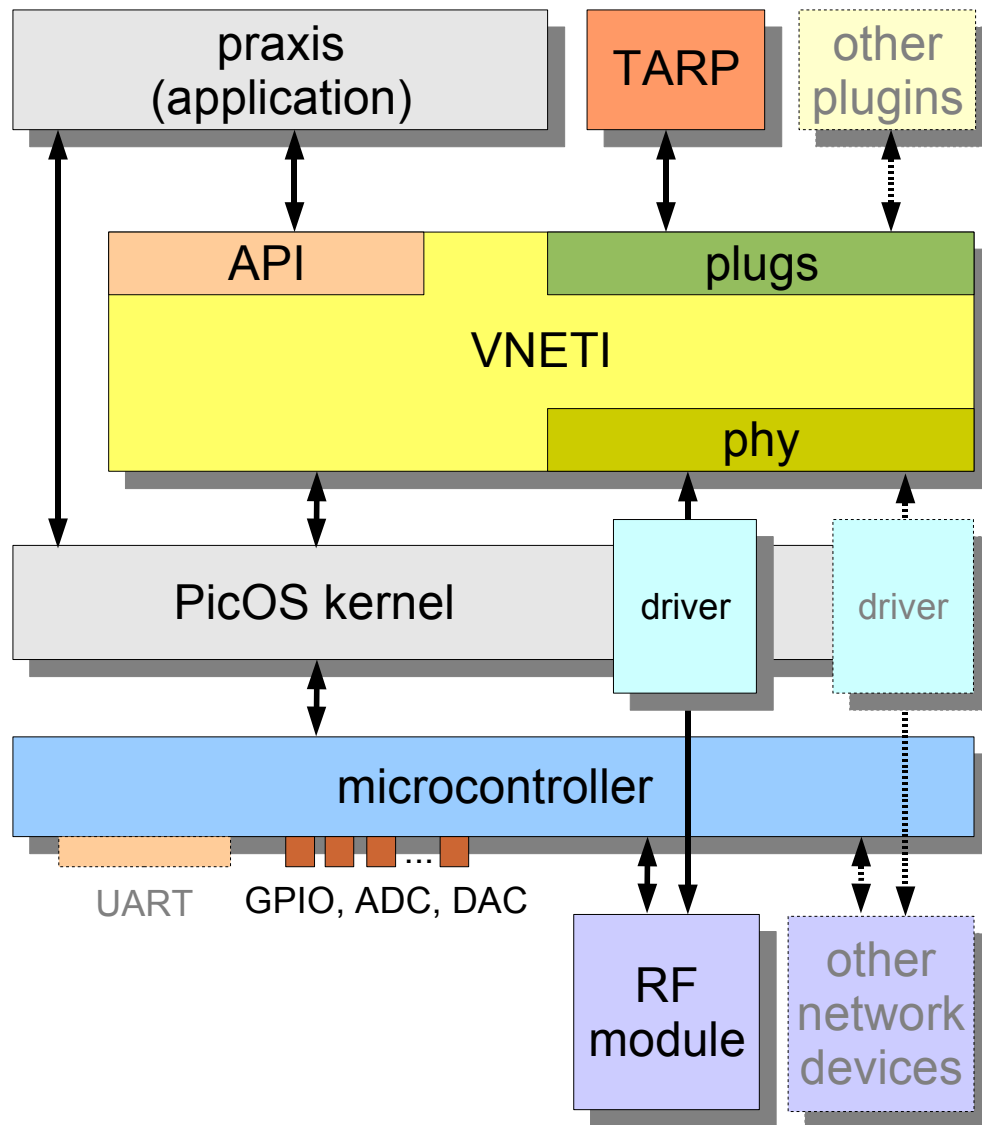 praxis
(application)
TARP
other
plugins
API
plugs
VNETI
phy
PicOS kernel
driver
driver
microcontroller
...
UART
GPIO, ADC, DAC
RF
module
other
network
devices